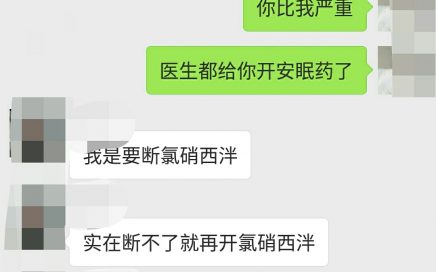 你比我严重
医生都给你开安眠药了
我是要断氯硝西泮
实在断不了就再开氯硝西泮